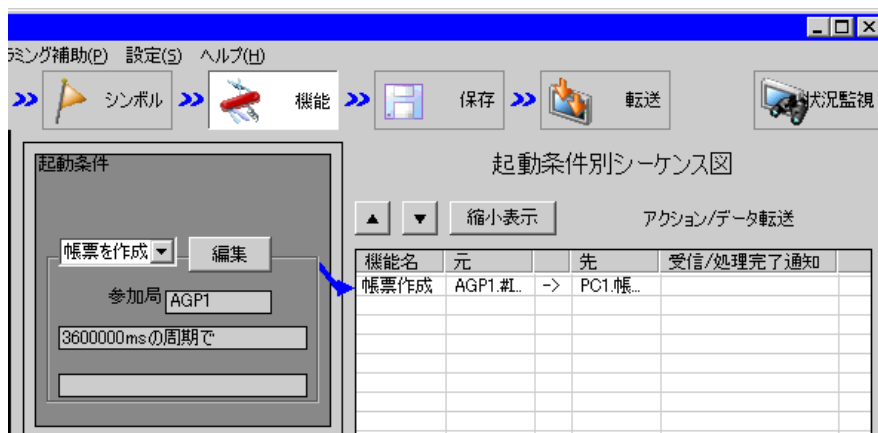 ラミング補助(P) 設定(S) ヘルプ(H)
シンボル 機能 保存 転送 状況監視
起動条件
起動条件別シーケンス図
縮小表示 アクション/データ転送
帳票を作成 編集
機能名 元 先 受信/処理完了通知
帳票作成 AGP1.#I... -> PC1.帳...
参加局 AGP1
3600000msの周期で